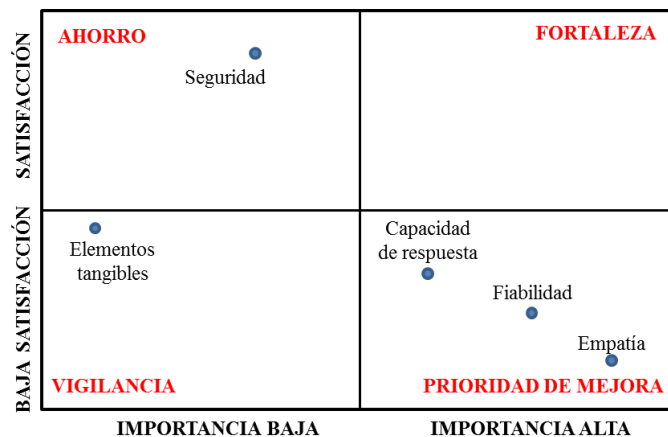 SATISFACCIÓN
BAJA SATISFACCIÓN
AHORRO
FORTALEZA
Seguridad
Elementos
tangibles
Capacidad
de respuesta
Fiabilidad
Empatía
VIGILANCIA
PRIORIDAD DE MEJORA
IMPORTANCIA BAJA
IMPORTANCIA ALTA